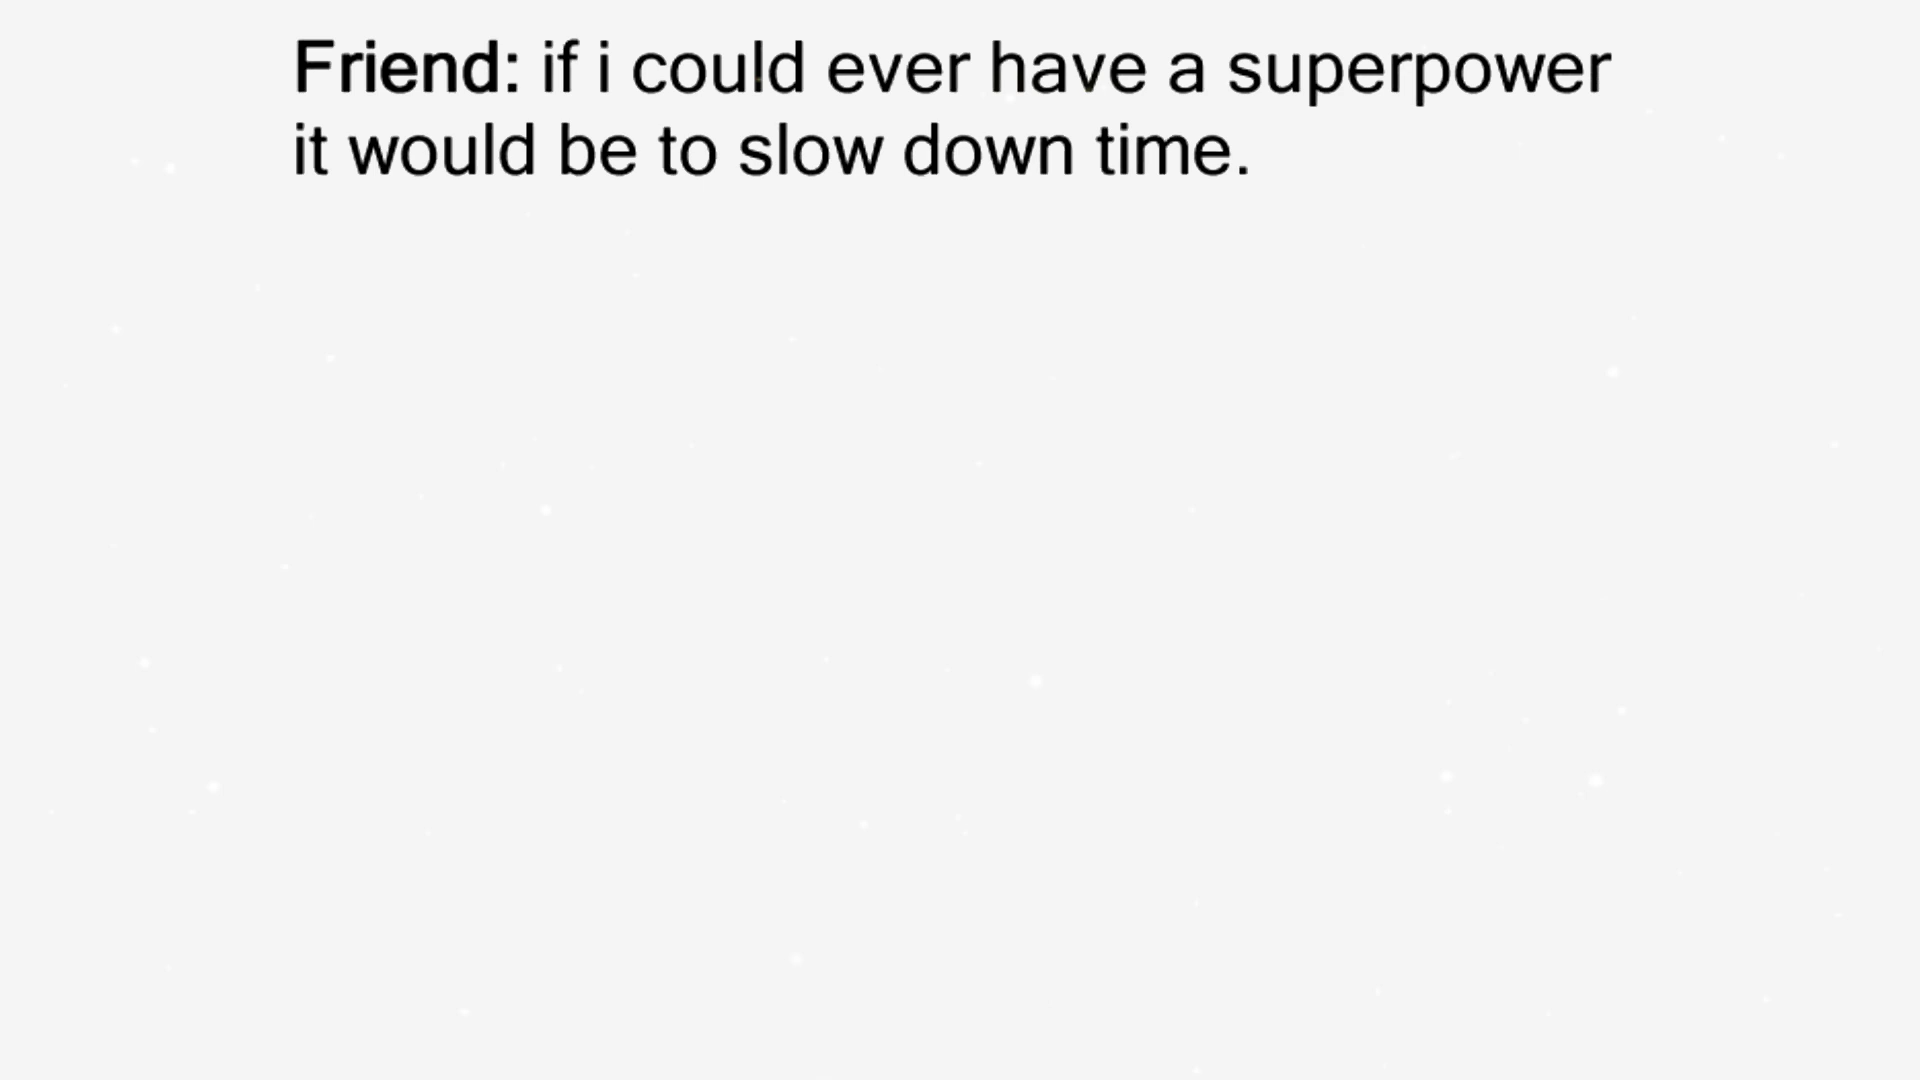 Friend: if i could ever have a superpower
it would be to slow down time.